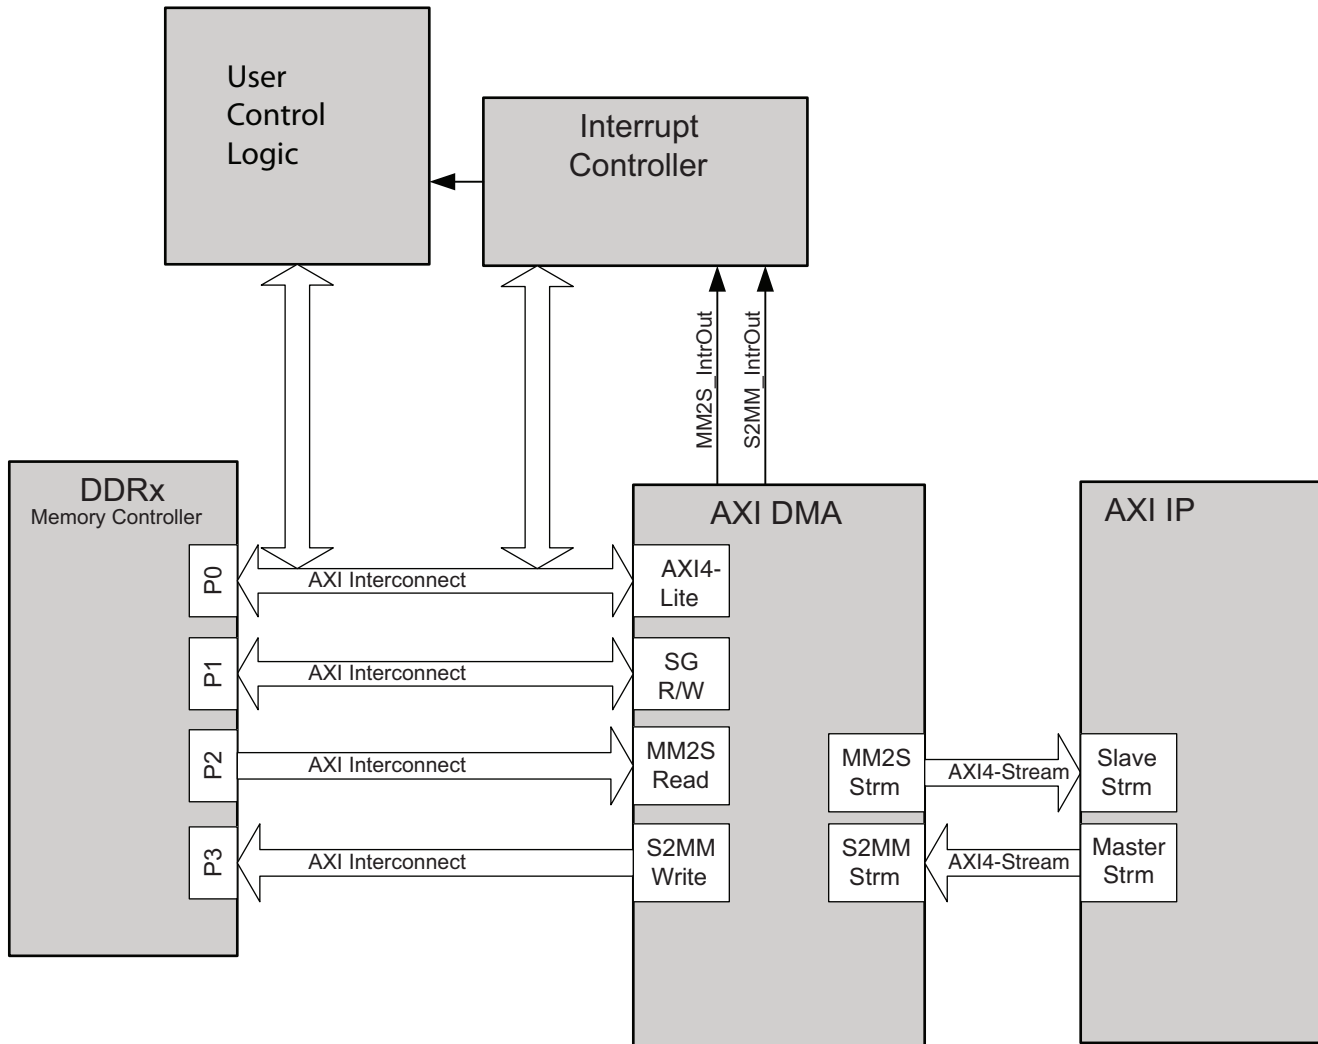 User
Control
Logic
Interrupt
Controller
MM2S_IntrOut
S2MM_IntrOut
DDRx
Memory Controller
AXI DMA
AXI IP
P0
AXI Interconnect
AXI4-
Lite
P1
AXI Interconnect
SG
R/W
P2
AXI Interconnect
MM2S
Read
MM2S
Strm
AXI4-Stream
Slave
Strm
P3
AXI Interconnect
S2MM
Write
S2MM
Strm
AXI4-Stream
Master
Strm